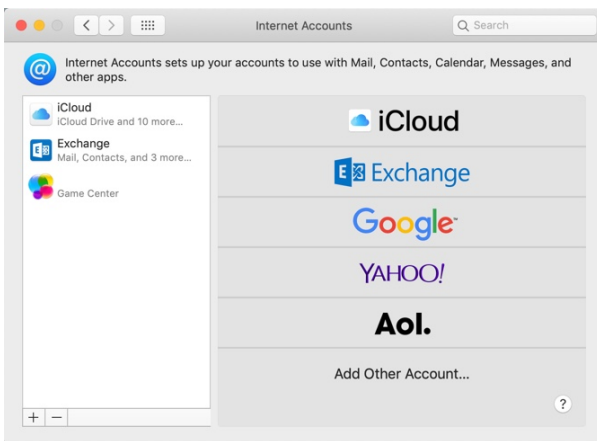 Internet Accounts
Search
Internet Accounts sets up your accounts to use with Mail, Contacts, Calendar, Messages, and
other apps.
iCloud
iCloud Drive and 10 more...
Exchange
Mail, Contacts, and 3 more...
Game Center
iCloud
E Exchange
Google
YAHOO!
Aol.
Add Other Account...
?